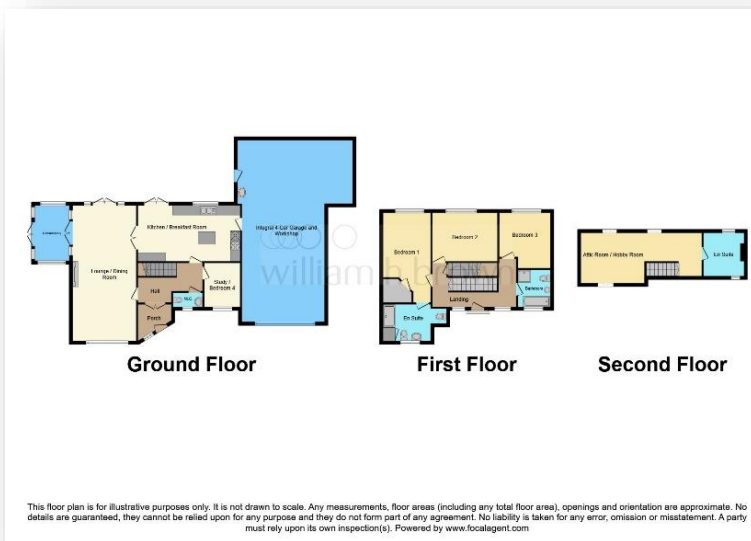 Integral 4 Car Garage and
Workshop
Kitchen / Breakfast Room
Lounge / Dining
Room
Study /
Bedroom 4
Hall
WC
Porch
Bedroom 1
Bedroom 2
Bedroom 3
Bathroom
Landing
En Suite
Attic Room / Hobby Room
En Suite
william h brown
Ground Floor
First Floor
Second Floor
This floor plan is for illustrative purposes only. It is not drawn to scale. Any measurements, floor areas (including any total floor area), openings and orientation are approximate. No
details are guaranteed, they cannot be relied upon for any purpose and they do not form part of any agreement. No liability is taken for any error, omission or misstatement. A party
must rely upon its own inspection(s). Powered by www.focalagent.com